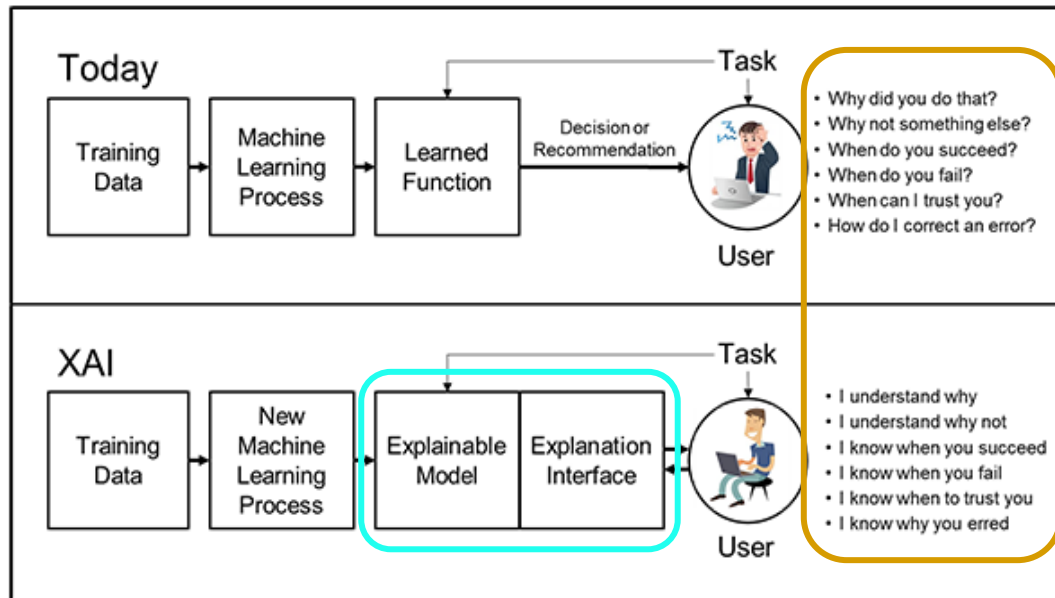 Today
Task
Training
Data
Machine
Learning
Process
Learned
Function
Decision or
Recommendation
User
• Why did you do that?
• Why not something else?
• When do you succeed?
• When do you fail?
• When can I trust you?
• How do I correct an error?
XAI
Task
Training
Data
New
Machine
Learning
Process
Explainable
Model
Explanation
Interface
User
• I understand why
• I understand why not
• I know when you succeed
• I know when you fail
• I know when to trust you
• I know why you erred